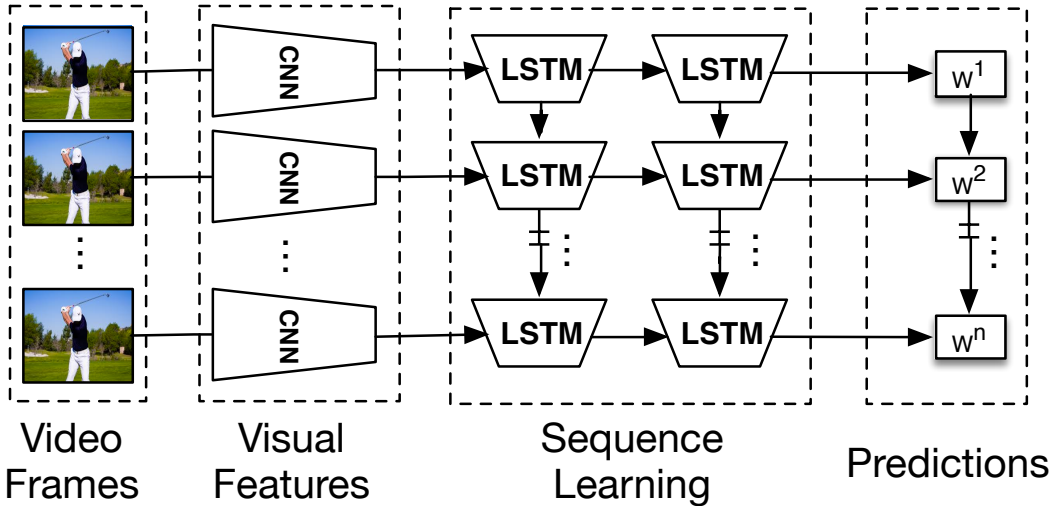 CNN LSTM LSTM w¹
CNN LSTM LSTM w²
⋮ ⋮ ⋮ ⋮ ⋮
CNN LSTM LSTM wⁿ
Video Frames
Visual Features
Sequence Learning
Predictions